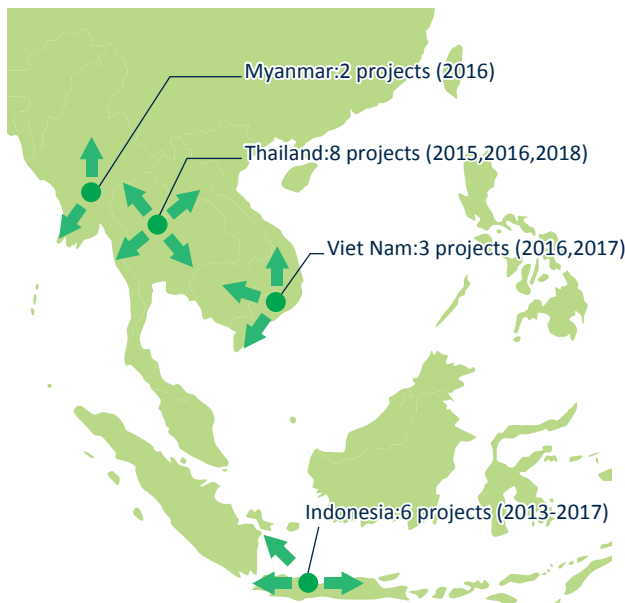 Myanmar:2 projects (2016)
Thailand:8 projects (2015,2016,2018)
Viet Nam:3 projects (2016,2017)
Indonesia:6 projects (2013-2017)